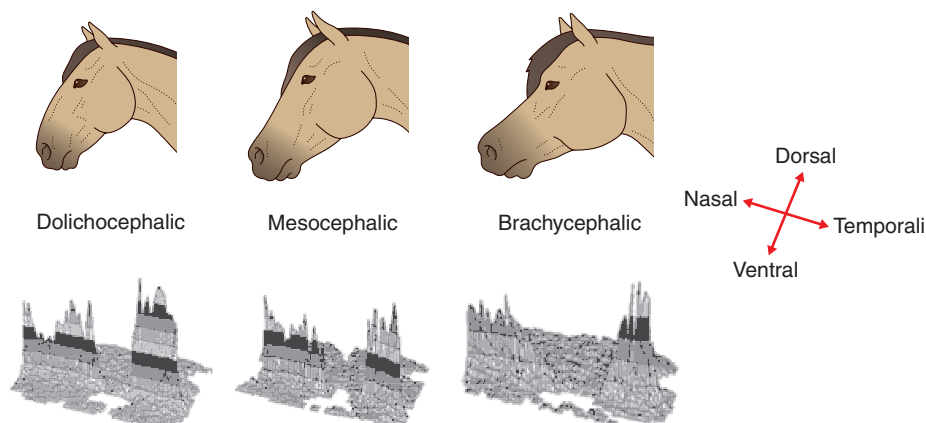 Dolichocephalic
Mesocephalic
Brachycephalic
Dorsal
Nasal
Temporali
Ventral